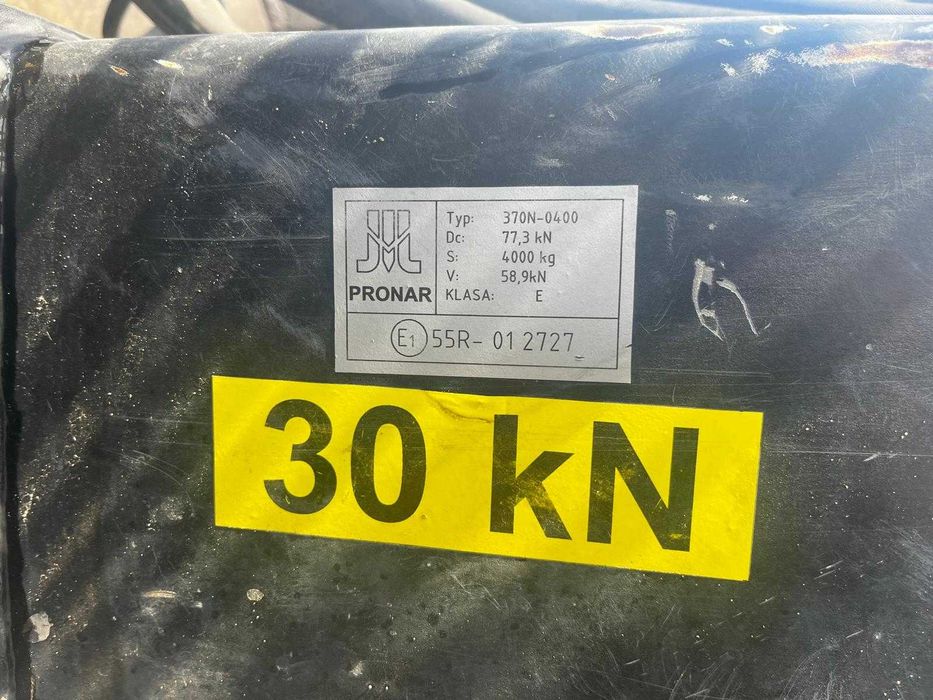 Typ: 370N-0400
Dc: 77,3 kN
S: 4000 kg
V: 58,9kN
KLASA: E
PRONAR
E1 55R- 01 2727
30 kN